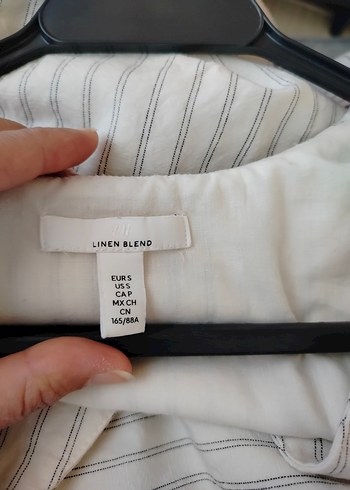 LINEN BLEND
EUR S
US S
CA P
MX CH
CN
165/88A